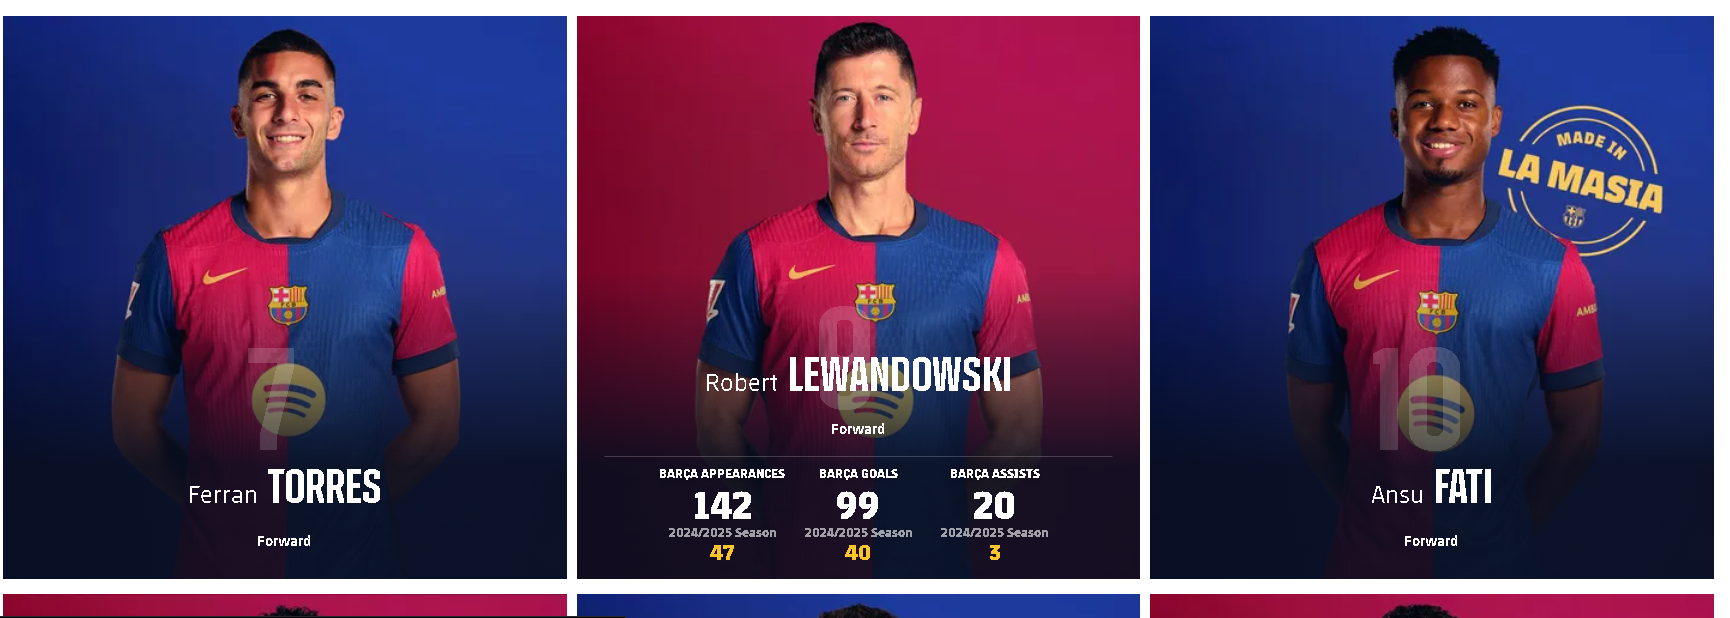 7
Ferran TORRES
Forward
9
Robert LEWANDOWSKI
Forward
BARÇA APPEARANCES
142
2024/2025 Season
47
BARÇA GOALS
99
2024/2025 Season
40
BARÇA ASSISTS
20
2024/2025 Season
3
MADE IN
LA MASIA
10
Ansu FATI
Forward